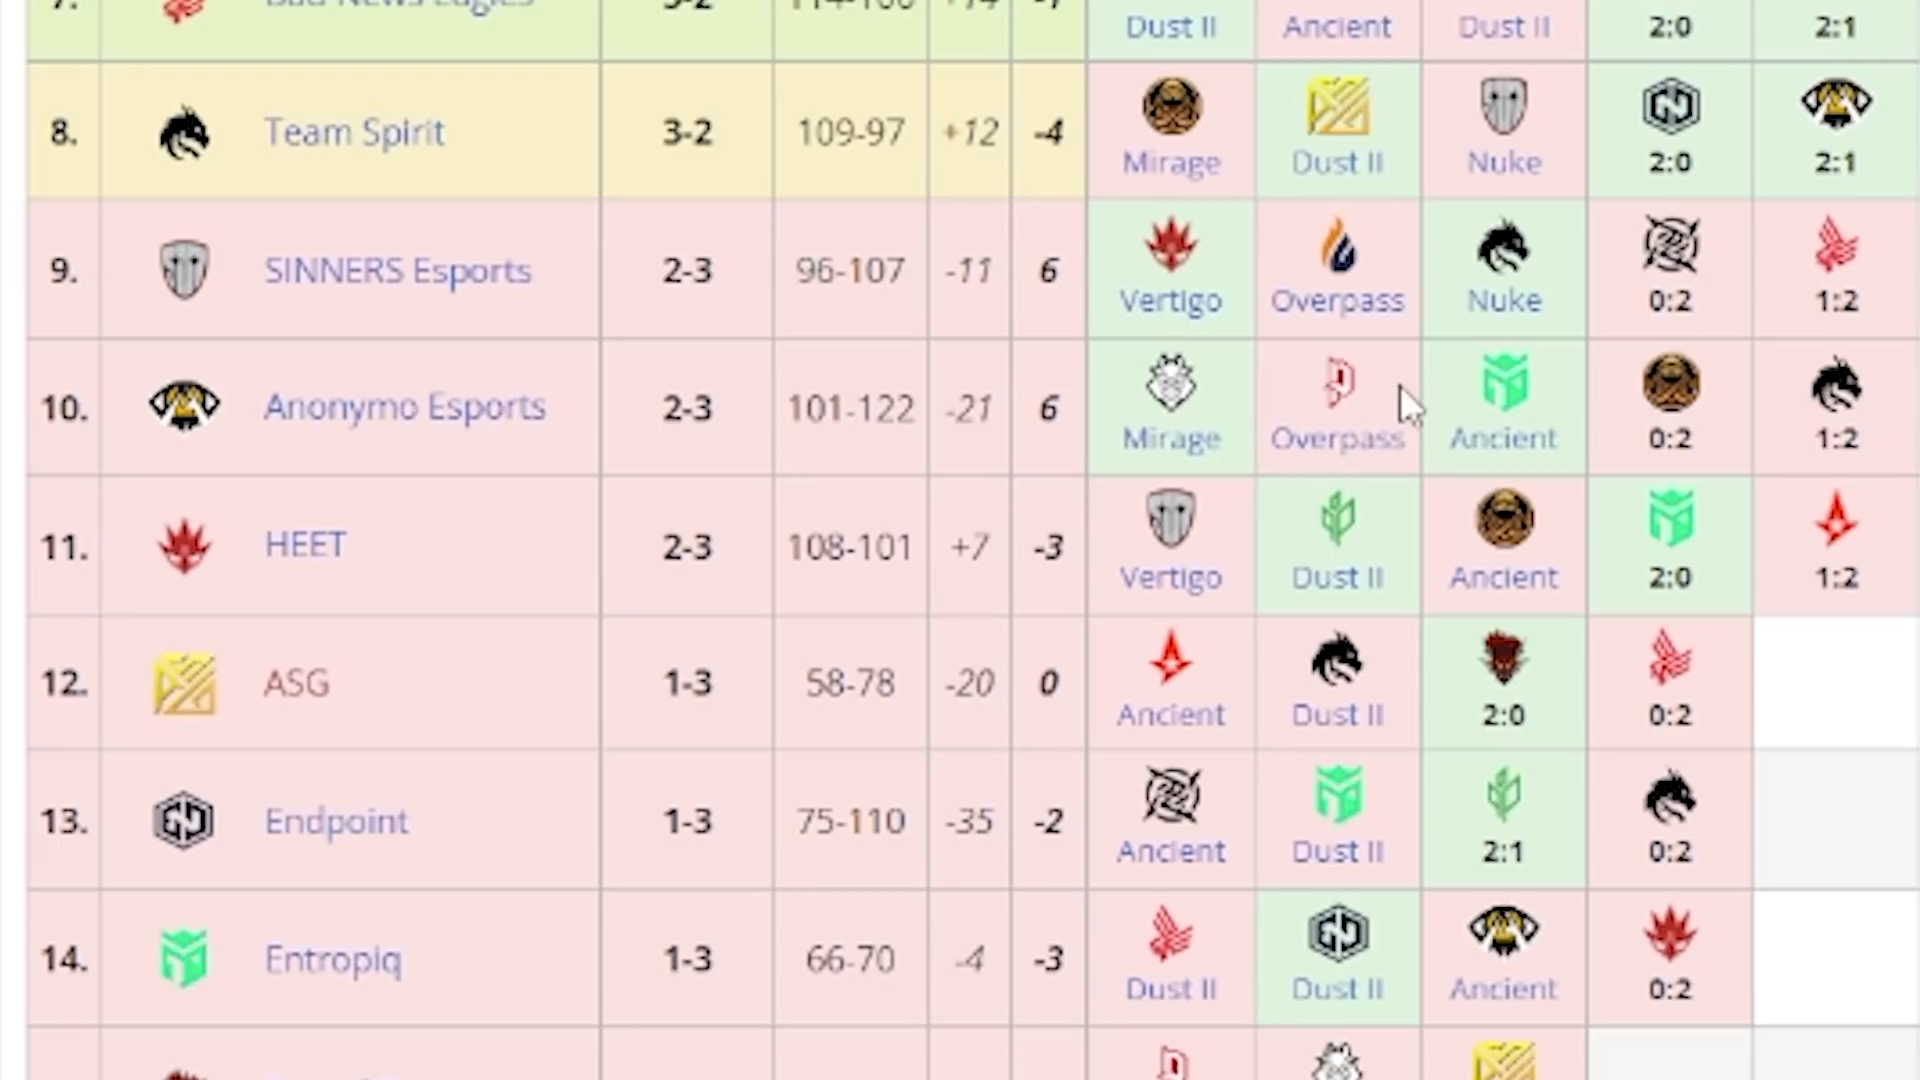 Dust II Ancient Dust II 2:0 2:1
8. Team Spirit 3-2 109-97 +12 -4 Mirage Dust II Nuke 2:0 2:1
9. SINNERS Esports 2-3 96-107 -11 6 Vertigo Overpass Nuke 0:2 1:2
10. Anonymo Esports 2-3 101-122 -21 6 Mirage Overpass Ancient 0:2 1:2
11. HEET 2-3 108-101 +7 -3 Vertigo Dust II Ancient 2:0 1:2
12. ASG 1-3 58-78 -20 0 Ancient Dust II 2:0 0:2
13. Endpoint 1-3 75-110 -35 -2 Ancient Dust II 2:1 0:2
14. Entropiq 1-3 66-70 -4 -3 Dust II Dust II Ancient 0:2